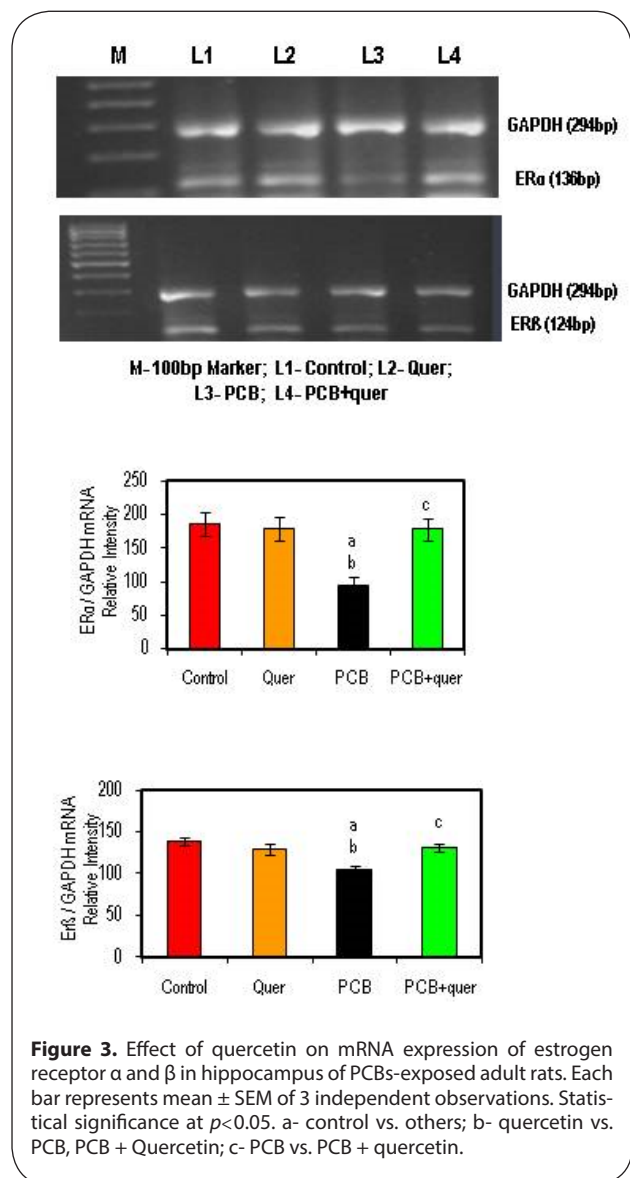 M L1 L2 L3 L4
GAPDH (294bp)
ERα (136bp)
GAPDH (294bp)
ERß (124bp)
M-100bp Marker; L1- Control; L2- Quer;
L3- PCB; L4- PCB+quer
ERα / GAPDH mRNA
Relative Intensity
250
200
150
100
50
0
a
b
c
Control Quer PCB PCB+quer
Erß / GAPDH mRNA
Relative Intensity
200
150
100
50
0
a
b
c
Control Quer PCB PCB+quer
Figure 3. Effect of quercetin on mRNA expression of estrogen
receptor α and β in hippocampus of PCBs-exposed adult rats. Each
bar represents mean ± SEM of 3 independent observations. Statis-
tical significance at p<0.05. a- control vs. others; b- quercetin vs.
PCB, PCB + Quercetin; c- PCB vs. PCB + quercetin.